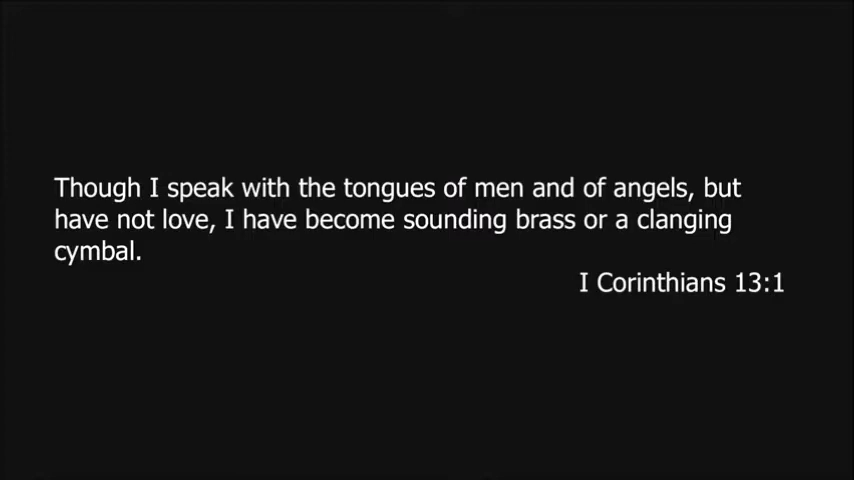 Though I speak with the tongues of men and of angels, but
have not love, I have become sounding brass or a clanging
cymbal.
I Corinthians 13:1